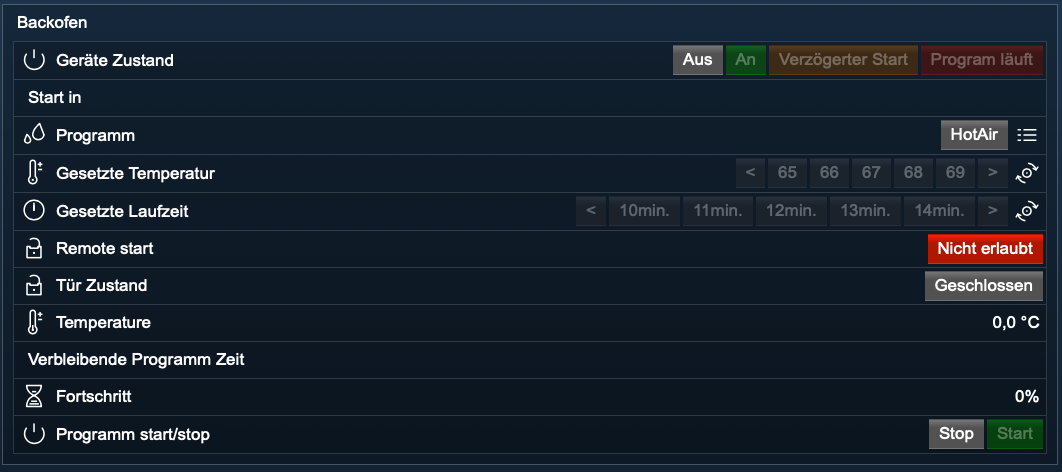 Backofen
Geräte Zustand Aus An Verzögerter Start Program läuft
Start in
Programm HotAir
Gesetzte Temperatur < 65 66 67 68 69 >
Gesetzte Laufzeit < 10min. 11min. 12min. 13min. 14min. >
Remote start Nicht erlaubt
Tür Zustand Geschlossen
Temperature 0,0 °C
Verbleibende Programm Zeit
Fortschritt 0%
Programm start/stop Stop Start